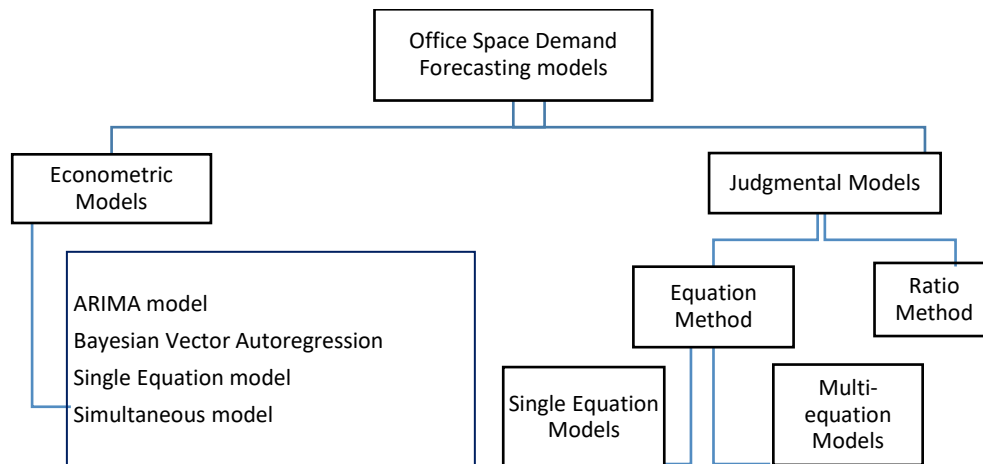 Office Space Demand
Forecasting models
Econometric
Models
Judgmental Models
ARIMA model
Bayesian Vector Autoregression
Single Equation model
Simultaneous model
Equation
Method
Ratio
Method
Single Equation
Models
Multi-
equation
Models